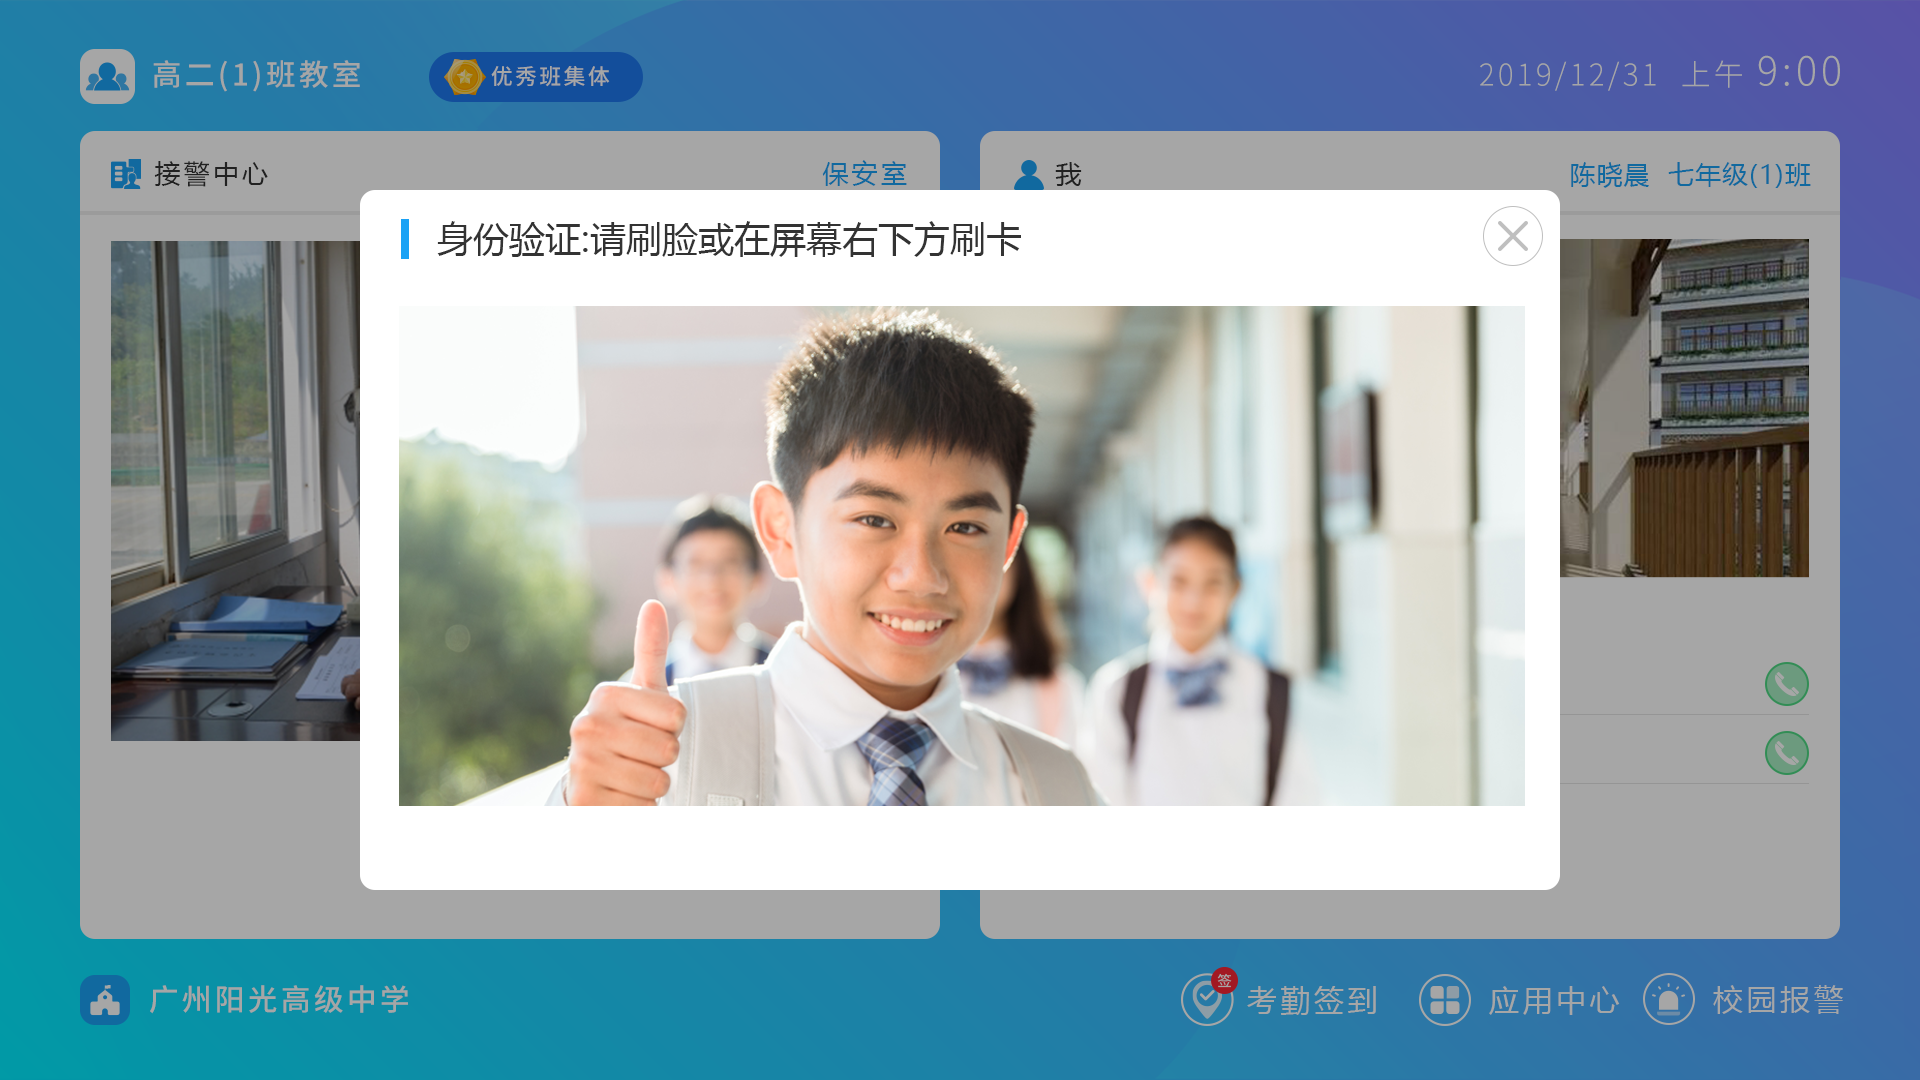 高二(1)班教室
优秀班集体
2019/12/31 上午 9:00
接警中心
保安室
我
陈晓晨 七年级(1)班
身份验证:请刷脸或在屏幕右下方刷卡
广州阳光高级中学
签
考勤签到
应用中心
校园报警